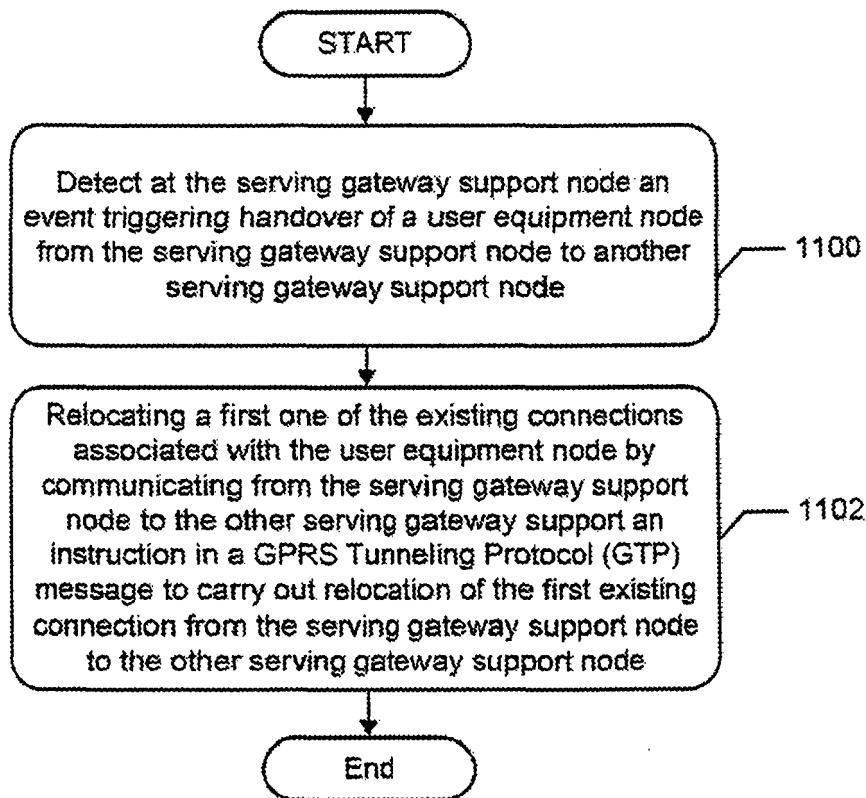 START
Detect at the serving gateway support node an
event triggering handover of a user equipment node
from the serving gateway support node to another
serving gateway support node
1100
Relocating a first one of the existing connections
associated with the user equipment node by
communicating from the serving gateway support
node to the other serving gateway support an
instruction in a GPRS Tunneling Protocol (GTP)
message to carry out relocation of the first existing
connection from the serving gateway support node
to the other serving gateway support node
1102
End